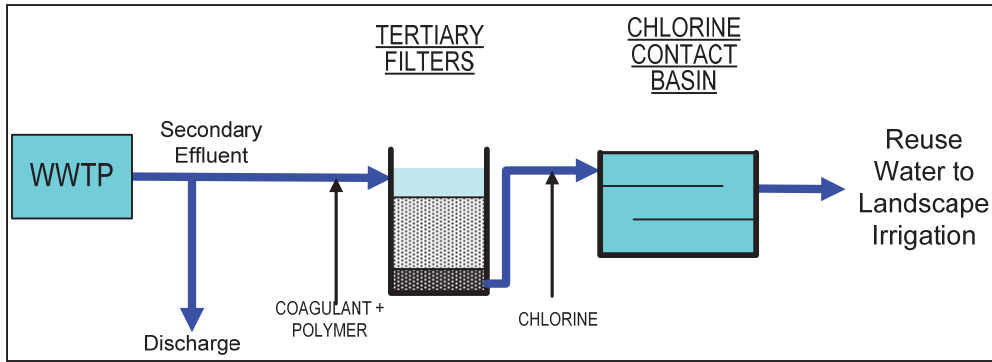 TERTIARY
FILTERS
CHLORINE
CONTACT
BASIN
WWTP
Secondary
Effluent
Reuse
Water to
Landscape
Irrigation
COAGULANT +
POLYMER
CHLORINE
Discharge